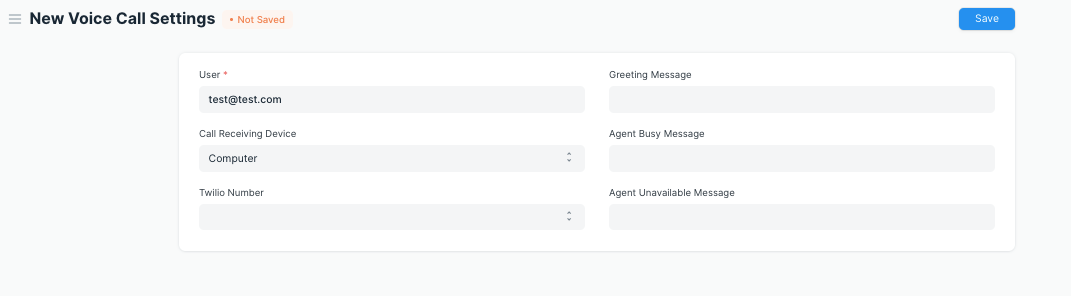 New Voice Call Settings • Not Saved Save
User *
test@test.com
Call Receiving Device
Computer
Twilio Number
Greeting Message
Agent Busy Message
Agent Unavailable Message